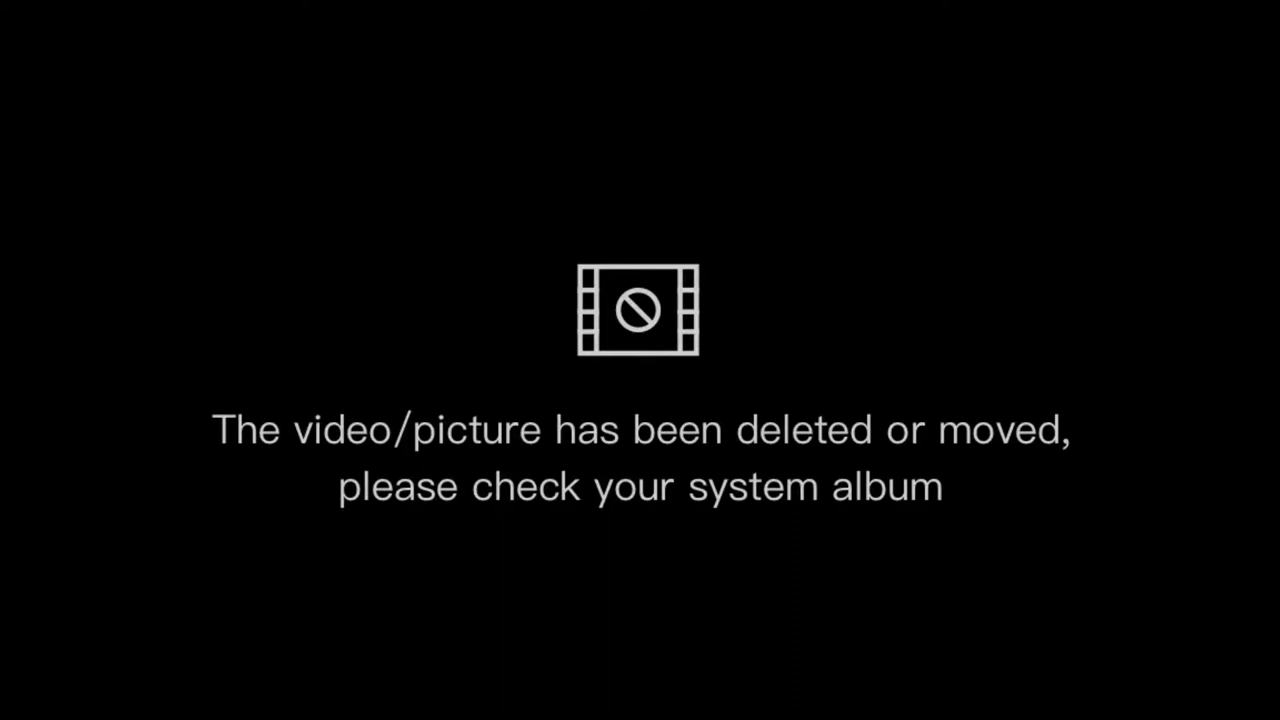 The video/picture has been deleted or moved,
please check your system album